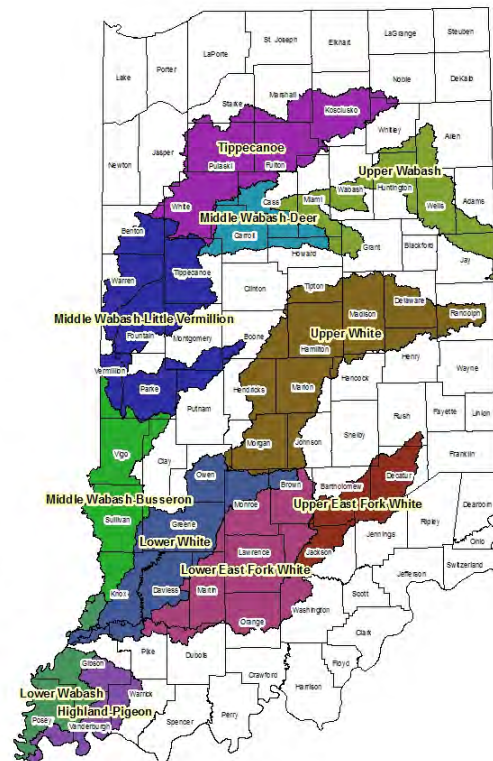 LaPorte
St. Joseph
Elkhart
LaGrange
Steuben
Lake
Porter
Noble
DeKalb
Starke
Marshall
Kosciusko
Whitley
Allen
Newton
Jasper
Pulaski
Fulton
Tippecanoe
Upper Wabash
Cass
Miami
Wabash
Huntington
Wells
Adams
White
Middle Wabash-Deer
Benton
Carroll
Howard
Grant
Blackford
Jay
Warren
Tippecanoe
Clinton
Tipton
Delaware
Randolph
Madison
Middle Wabash-Little Vermillion
Fountain
Montgomery
Boone
Hamilton
Upper White
Henry
Wayne
Vermillion
Parke
Putnam
Hendricks
Marion
Hancock
Rush
Fayette
Union
Vigo
Clay
Morgan
Johnson
Shelby
Franklin
Owen
Brown
Bartholomew
Decatur
Middle Wabash-Busseron
Monroe
Upper East Fork White
Dearborn
Sullivan
Greene
Lower White
Lawrence
Jackson
Jennings
Ripley
Ohio
Lower East Fork White
Jefferson
Switzerland
Knox
Daviess
Martin
Orange
Washington
Scott
Clark
Pike
Dubois
Crawford
Floyd
Harrison
Gibson
Warrick
Lower Wabash
Highland-Pigeon
Posey
Vanderburgh
Spencer
Perry